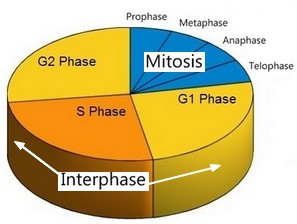 Prophase
Metaphase
Anaphase
Telophase
Mitosis
G2 Phase
G1 Phase
S Phase
Interphase